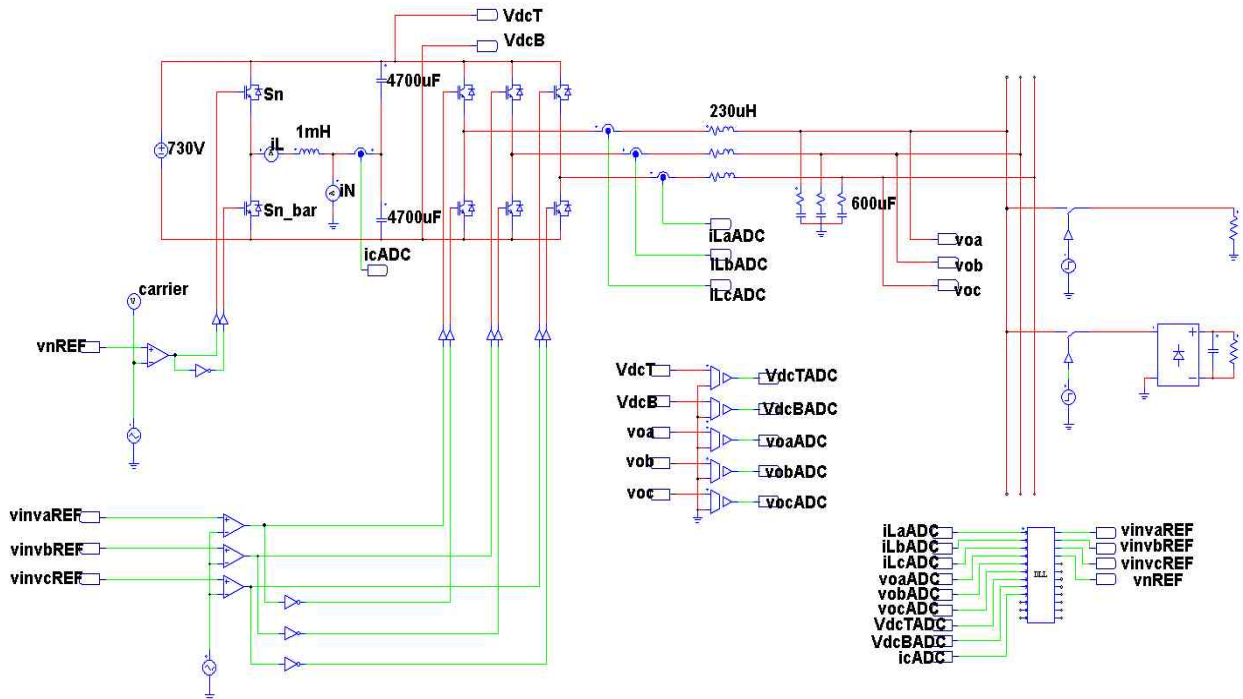 VdcT
VdcB
Sn
4700uF
730V
1mH
iL
iN
Sn_bar
4700uF
icADC
230uH
600uF
iLaADC
iLbADC
iLcADC
voa
vob
voc
carrier
vnREF
VdcT
VdcTADC
VdcB
VdcBADC
voa
voaADC
vob
vobADC
voc
vocADC
vinvaREF
vinvbREF
vinvcREF
iLaADC
iLbADC
iLcADC
voaADC
vobADC
vocADC
VdcTADC
VdcBADC
icADC
DLL
vinvaREF
vinvbREF
vinvcREF
vnREF